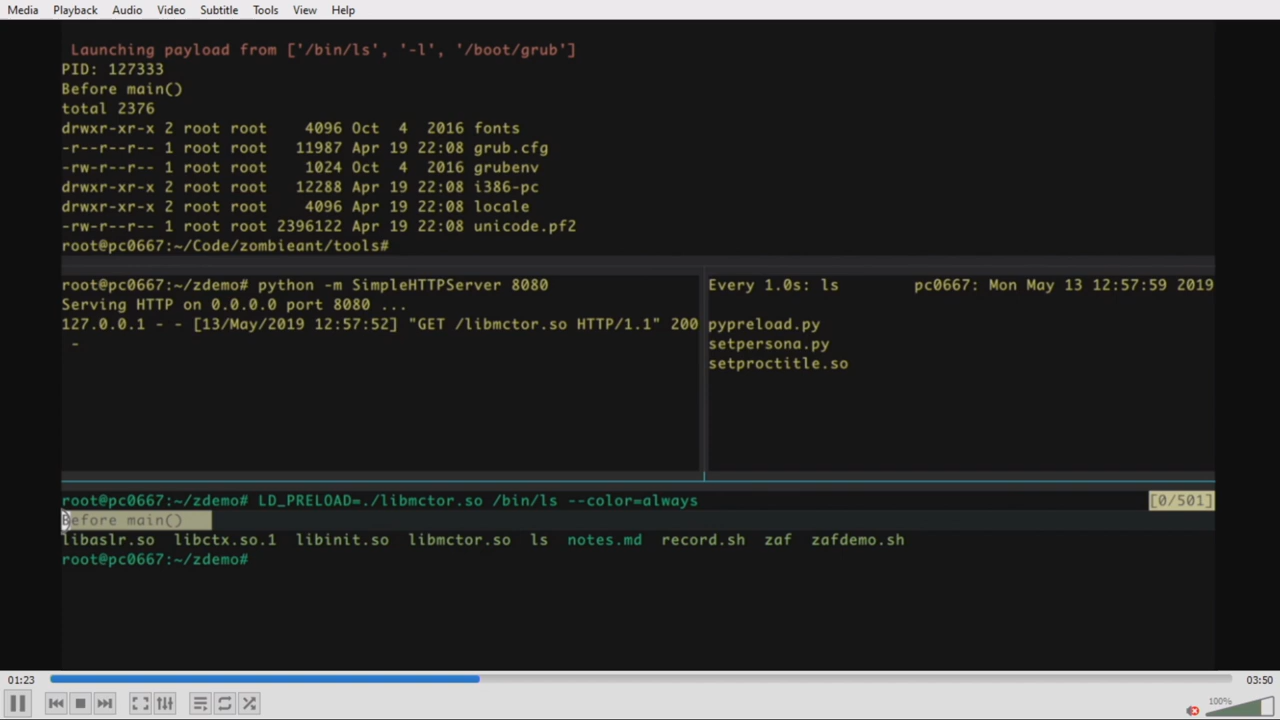 Media Playback Audio Video Subtitle Tools View Help
Launching payload from ['/bin/ls', '-l', '/boot/grub']
PID: 127333
Before main()
total 2376
drwxr-xr-x 2 root root 4096 Oct 4 2016 fonts
-r--r--r-- 1 root root 11987 Apr 19 22:08 grub.cfg
-rw-r--r-- 1 root root 1024 Oct 4 2016 grubenv
drwxr-xr-x 2 root root 12288 Apr 19 22:08 i386-pc
drwxr-xr-x 2 root root 4096 Apr 19 22:08 locale
-rw-r--r-- 1 root root 2396122 Apr 19 22:08 unicode.pf2
root@pc0667:~/Code/zombieant/tools#
root@pc0667:~/zdemo# python -m SimpleHTTPServer 8080
Serving HTTP on 0.0.0.0 port 8080 ...
127.0.0.1 - - [13/May/2019 12:57:52] "GET /libmctor.so HTTP/1.1" 200
-
Every 1.0s: ls pc0667: Mon May 13 12:57:59 2019
pypreload.py
setpersona.py
setproctitle.so
root@pc0667:~/zdemo# LD_PRELOAD=./libmctor.so /bin/ls --color=always [0/501]
Before main()
libaslr.so libctx.so.1 libinit.so libmctor.so ls notes.md record.sh zaf zafdemo.sh
root@pc0667:~/zdemo#
01:23 03:50
100%